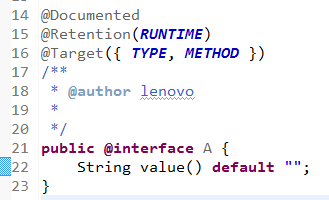 14 @Documented
15 @Retention(RUNTIME)
16 @Target({ TYPE, METHOD })
17 /**
18  * @author lenovo
19  *
20  */
21 public @interface A {
22     String value() default "";
23 }